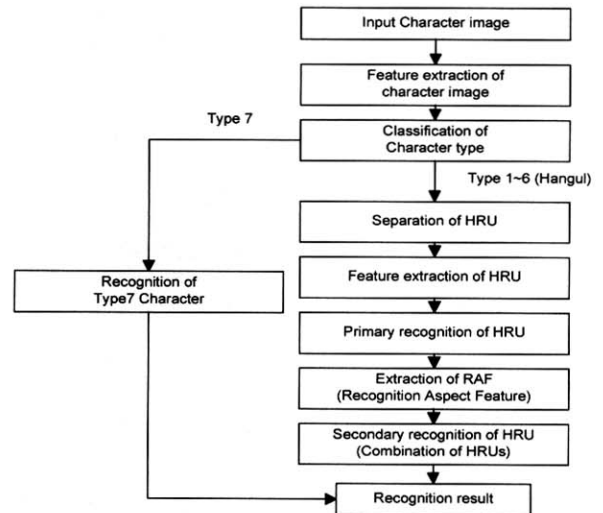 Input Character image
Feature extraction of
character image
Type 7
Classification of
Character type
Type 1~6 (Hangul)
Separation of HRU
Recognition of
Type7 Character
Feature extraction of HRU
Primary recognition of HRU
Extraction of RAF
(Recognition Aspect Feature)
Secondary recognition of HRU
(Combination of HRUs)
Recognition result